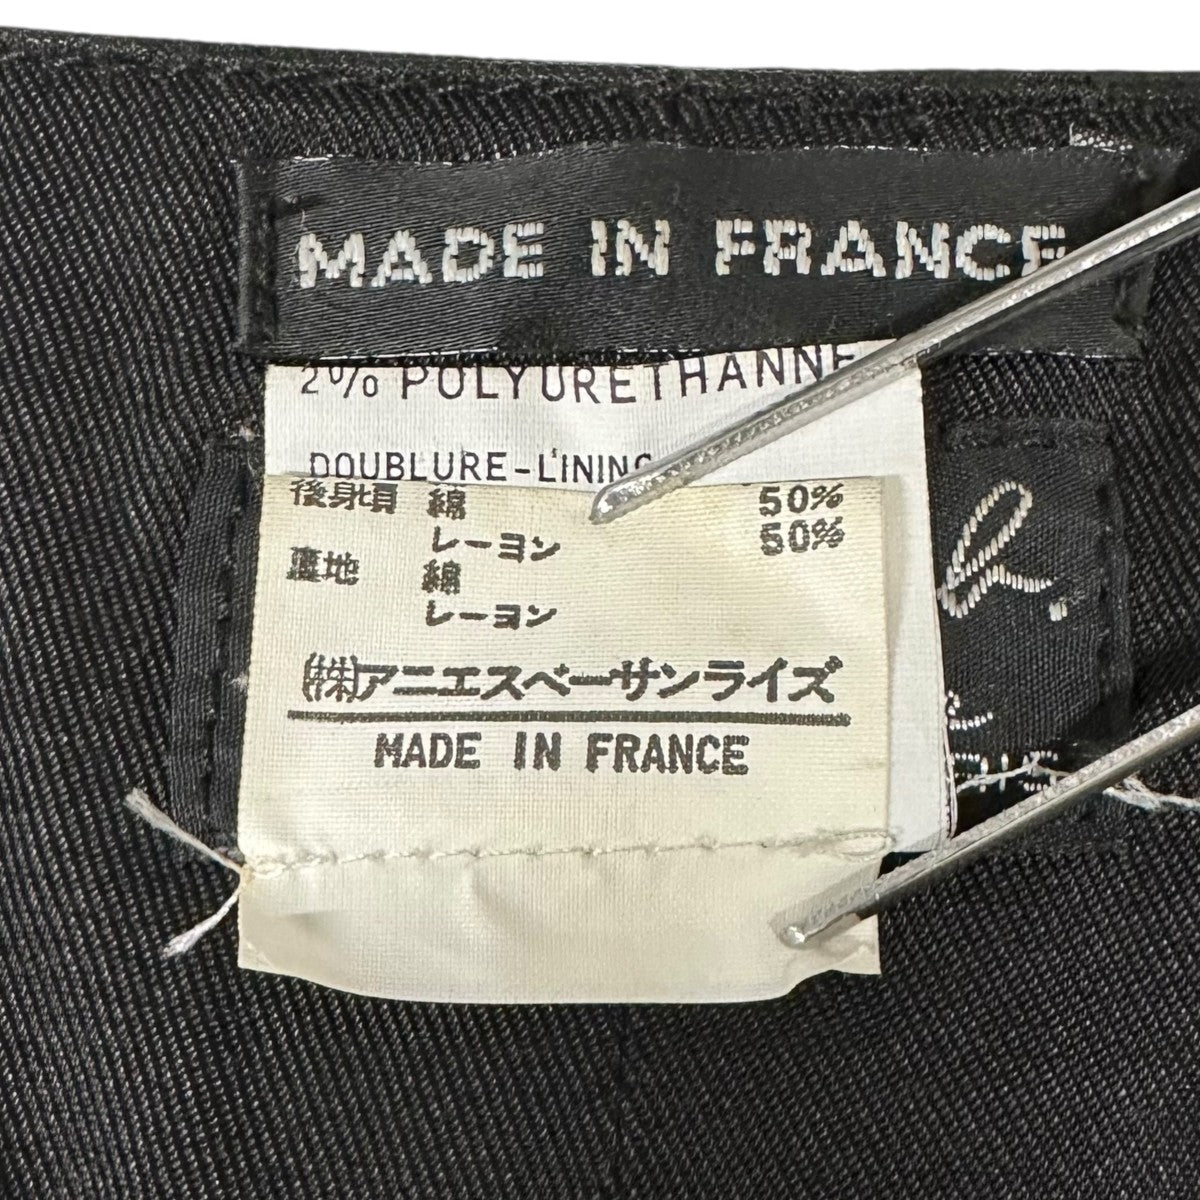 MADE IN FRANCE
2% POLYURETHANNE
DOUBLURE-LINING
後身頃 綿 50%
レーヨン 50%
裏地 綿
レーヨン
b.
(株)アニエスベーサンライズ
MADE IN FRANCE